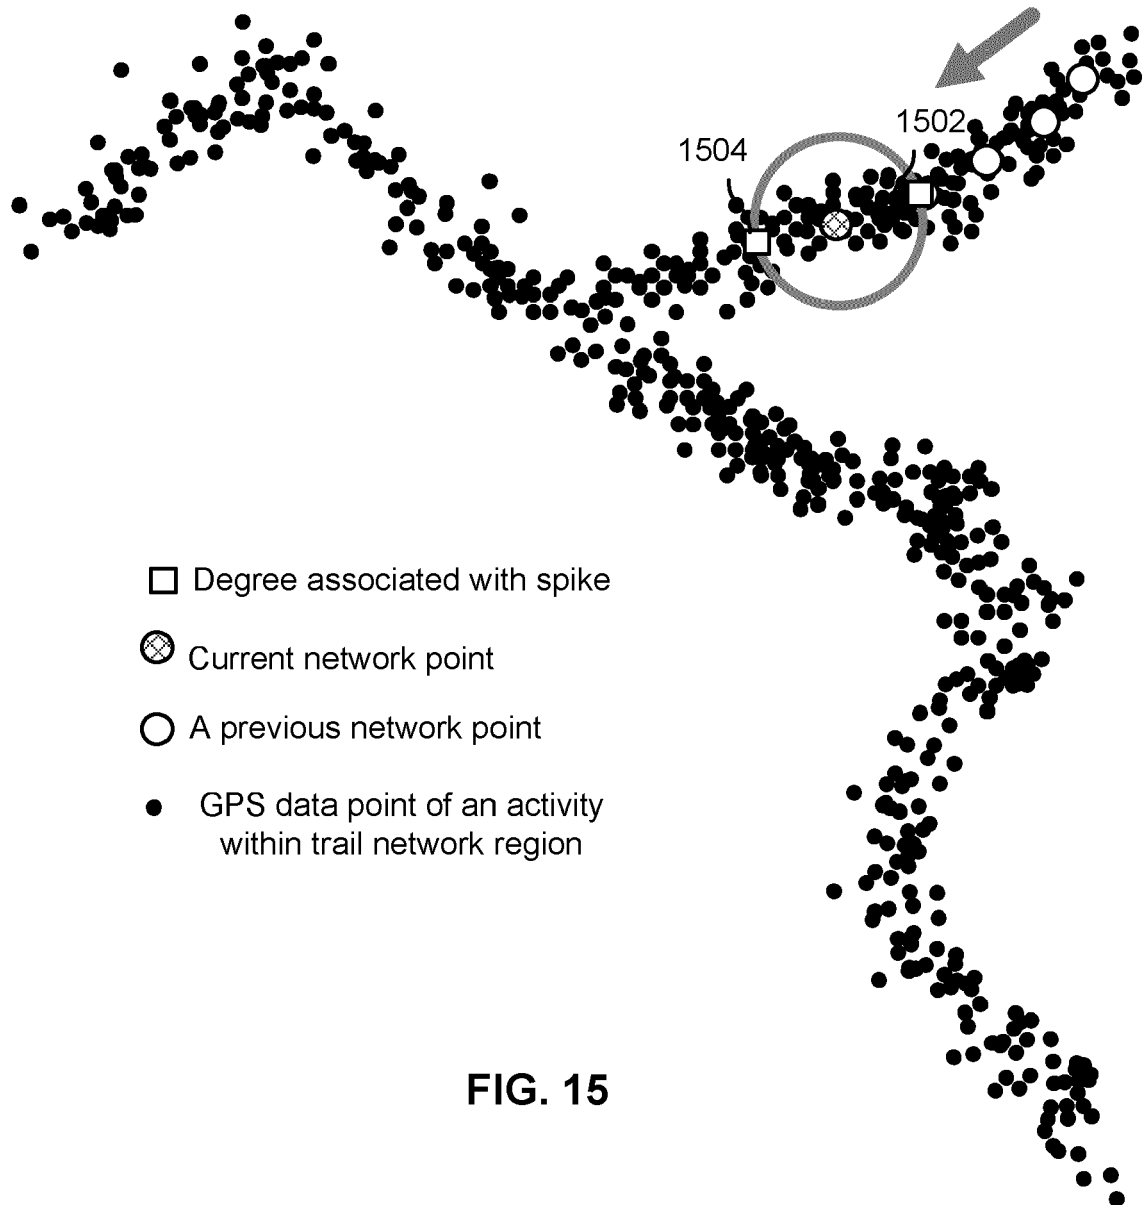 1502
1504
Degree associated with spike
Current network point
A previous network point
GPS data point of an activity
within trail network region
FIG. 15